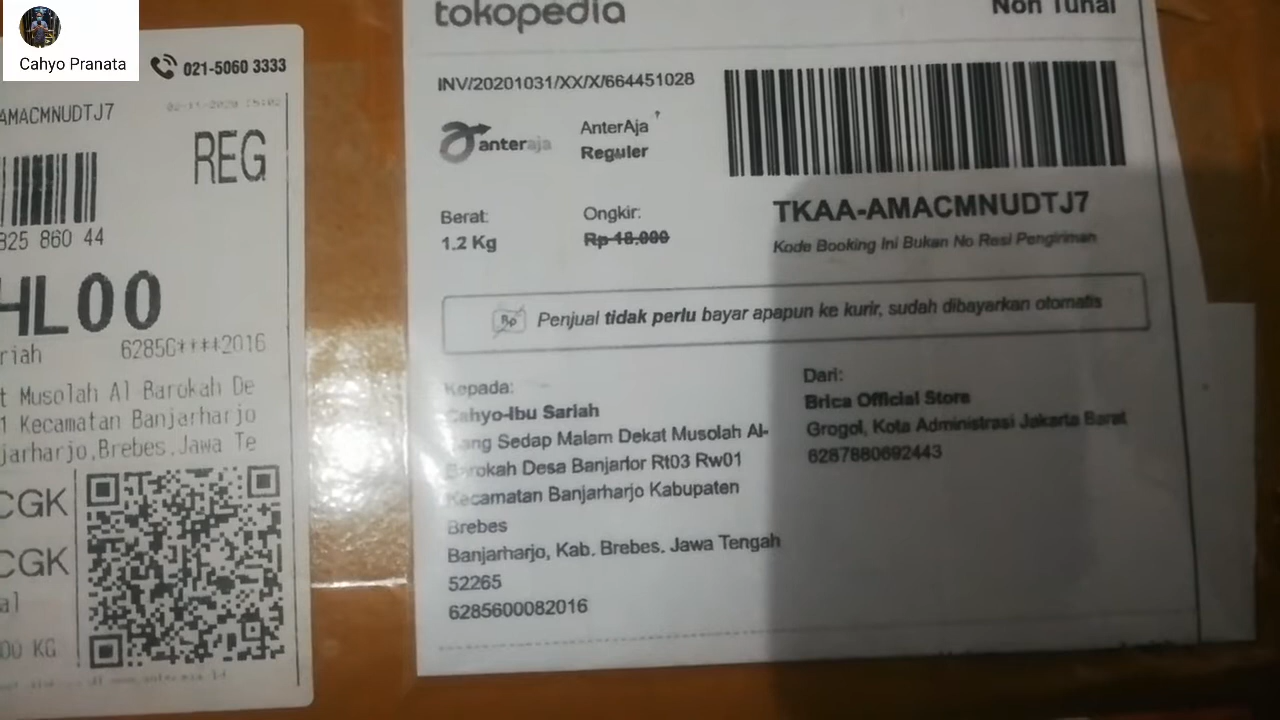 Cahyo Pranata
021-5060 3333
AMACMNUDTJ7
REG
825 860 44
HL00
riah 6285G****2016
t Musolah Al Barokah De
1 Kecamatan Banjarharjo
jarharjo,Brebes.Jawa Te
CGK
CGK
al
00 KG
tokopedia
Non Tunai
INV/20201031/XX/X/664451028
anteraja
AnterAja
Reguler
Berat:
1.2 Kg
Ongkir:
Rp 18.000
TKAA-AMACMNUDTJ7
Kode Booking Ini Bukan No Resi Pengiriman
Rp Penjual tidak perlu bayar apapun ke kurir, sudah dibayarkan otomatis
Kepada:
Cahyo-Ibu Sariah
ang Sedap Malam Dekat Musolah Al-
Barokah Desa Banjarlor Rt03 Rw01
Kecamatan Banjarharjo Kabupaten
Brebes
Banjarharjo, Kab. Brebes. Jawa Tengah
52265
6285600082016
Dari:
Brica Official Store
Grogol, Kota Administrasi Jakarta Barat
6287880692443